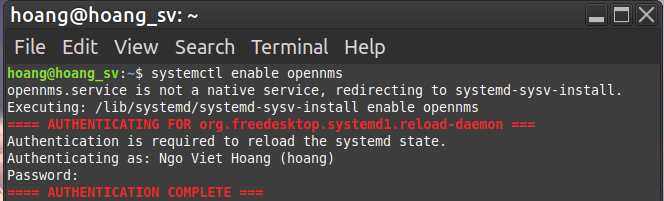 hoang@hoang_sv: ~
File Edit View Search Terminal Help
hoang@hoang_sv:~$ systemctl enable opennms
opennms.service is not a native service, redirecting to systemd-sysv-install.
Executing: /lib/systemd/systemd-sysv-install enable opennms
==== AUTHENTICATING FOR org.freedesktop.systemd1.reload-daemon ===
Authentication is required to reload the systemd state.
Authenticating as: Ngo Viet Hoang (hoang)
Password:
==== AUTHENTICATION COMPLETE ===